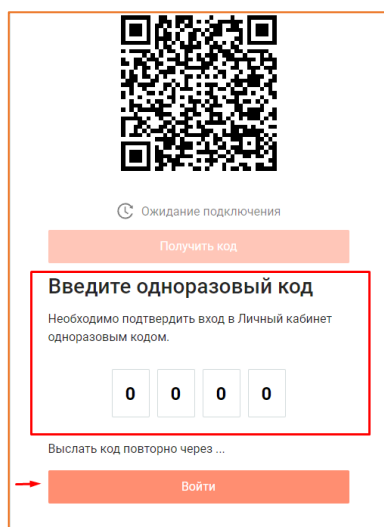 Ожидание подключения
Получить код
Введите одноразовый код
Необходимо подтвердить вход в Личный кабинет
одноразовым кодом.
0 0 0 0
Выслать код повторно через ...
Войти